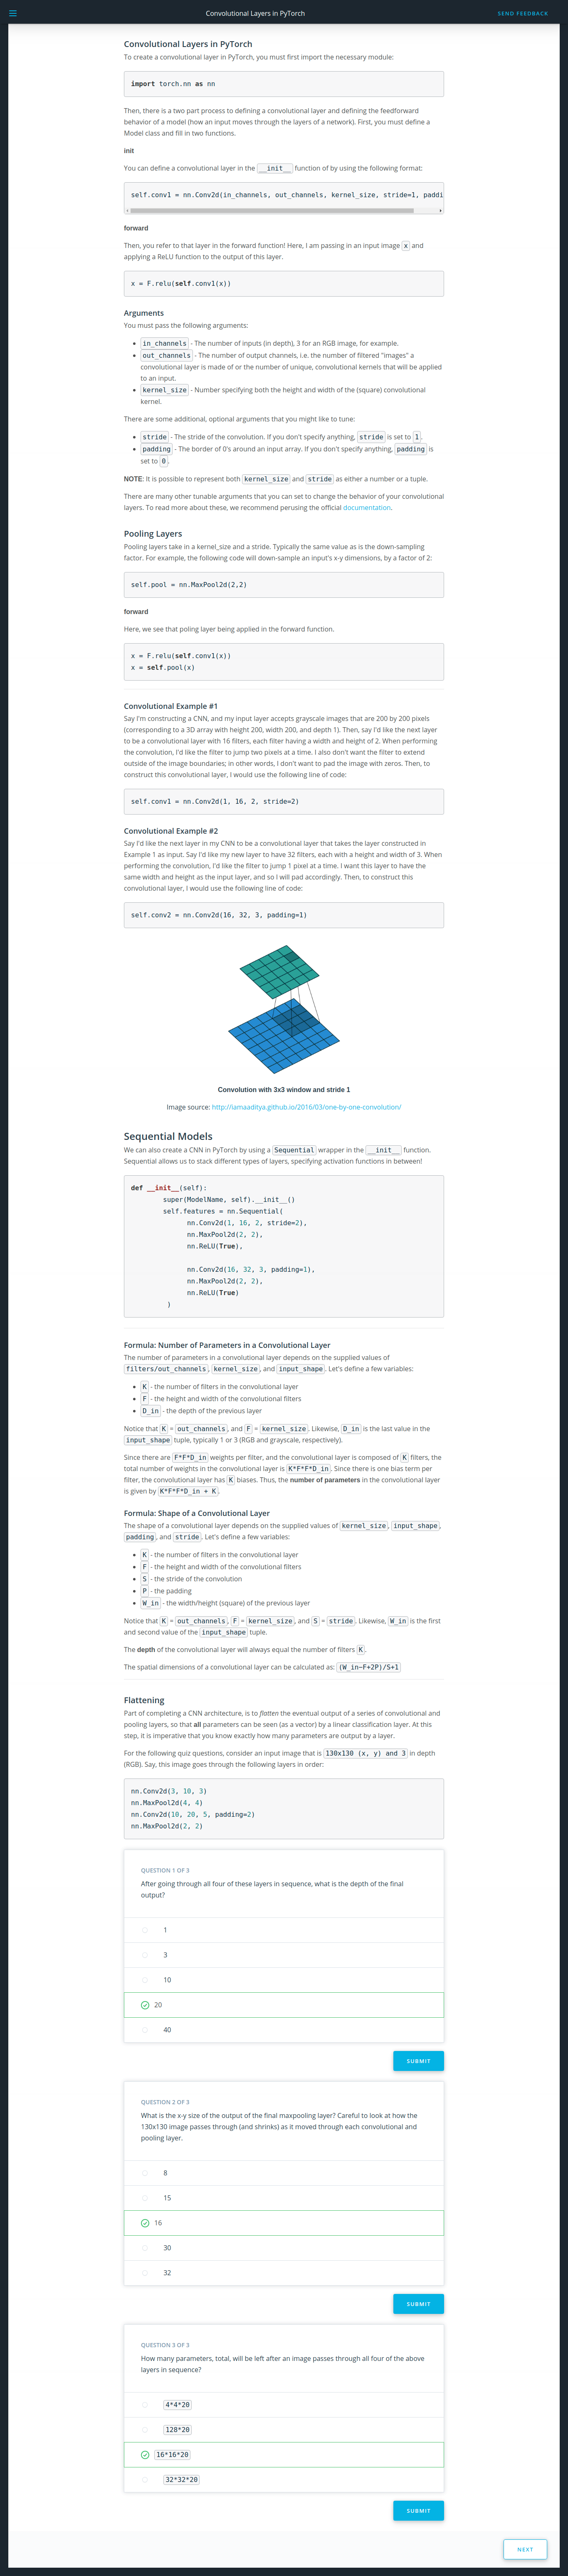 Convolutional Layers in PyTorch
SEND FEEDBACK
Convolutional Layers in PyTorch
To create a convolutional layer in PyTorch, you must first import the necessary module:
import torch.nn as nn
Then, there is a two part process to defining a convolutional layer and defining the feedforward
behavior of a model (how an input moves through the layers of a network). First, you must define a
Model class and fill in two functions.
init
You can define a convolutional layer in the __init__ function of by using the following format:
self.conv1 = nn.Conv2d(in_channels, out_channels, kernel_size, stride=1, paddi
forward
Then, you refer to that layer in the forward function! Here, I am passing in an input image x and
applying a ReLU function to the output of this layer.
x = F.relu(self.conv1(x))
Arguments
You must pass the following arguments:
• in_channels - The number of inputs (in depth), 3 for an RGB image, for example.
• out_channels - The number of output channels, i.e. the number of filtered "images" a
convolutional layer is made of or the number of unique, convolutional kernels that will be applied
to an input.
• kernel_size - Number specifying both the height and width of the (square) convolutional
kernel.
There are some additional, optional arguments that you might like to tune:
• stride - The stride of the convolution. If you don't specify anything, stride is set to 1.
• padding - The border of 0's around an input array. If you don't specify anything, padding is
set to 0.
NOTE: It is possible to represent both kernel_size and stride as either a number or a tuple.
There are many other tunable arguments that you can set to change the behavior of your convolutional
layers. To read more about these, we recommend perusing the official documentation.
Pooling Layers
Pooling layers take in a kernel_size and a stride. Typically the same value as is the down-sampling
factor. For example, the following code will down-sample an input's x-y dimensions, by a factor of 2:
self.pool = nn.MaxPool2d(2,2)
forward
Here, we see that poling layer being applied in the forward function.
x = F.relu(self.conv1(x))
x = self.pool(x)
Convolutional Example #1
Say I'm constructing a CNN, and my input layer accepts grayscale images that are 200 by 200 pixels
(corresponding to a 3D array with height 200, width 200, and depth 1). Then, say I'd like the next layer
to be a convolutional layer with 16 filters, each filter having a width and height of 2. When performing
the convolution, I'd like the filter to jump two pixels at a time. I also don't want the filter to extend
outside of the image boundaries; in other words, I don't want to pad the image with zeros. Then, to
construct this convolutional layer, I would use the following line of code:
self.conv1 = nn.Conv2d(1, 16, 2, stride=2)
Convolutional Example #2
Say I'd like the next layer in my CNN to be a convolutional layer that takes the layer constructed in
Example 1 as input. Say I'd like my new layer to have 32 filters, each with a height and width of 3. When
performing the convolution, I'd like the filter to jump 1 pixel at a time. I want this layer to have the
same width and height as the input layer, and so I will pad accordingly. Then, to construct this
convolutional layer, I would use the following line of code:
self.conv2 = nn.Conv2d(16, 32, 3, padding=1)
Convolution with 3x3 window and stride 1
Image source: http://iamaaditya.github.io/2016/03/one-by-one-convolution/
Sequential Models
We can also create a CNN in PyTorch by using a Sequential wrapper in the __init__ function.
Sequential allows us to stack different types of layers, specifying activation functions in between!
def __init__(self):
super(ModelName, self).__init__()
self.features = nn.Sequential(
nn.Conv2d(1, 16, 2, stride=2),
nn.MaxPool2d(2, 2),
nn.ReLU(True),
nn.Conv2d(16, 32, 3, padding=1),
nn.MaxPool2d(2, 2),
nn.ReLU(True)
)
Formula: Number of Parameters in a Convolutional Layer
The number of parameters in a convolutional layer depends on the supplied values of
filters/out_channels, kernel_size, and input_shape. Let's define a few variables:
• K - the number of filters in the convolutional layer
• F - the height and width of the convolutional filters
• D_in - the depth of the previous layer
Notice that K = out_channels, and F = kernel_size. Likewise, D_in is the last value in the
input_shape tuple, typically 1 or 3 (RGB and grayscale, respectively).
Since there are F*F*D_in weights per filter, and the convolutional layer is composed of K filters, the
total number of weights in the convolutional layer is K*F*F*D_in. Since there is one bias term per
filter, the convolutional layer has K biases. Thus, the number of parameters in the convolutional layer
is given by K*F*F*D_in + K.
Formula: Shape of a Convolutional Layer
The shape of a convolutional layer depends on the supplied values of kernel_size, input_shape,
padding, and stride. Let's define a few variables:
• K - the number of filters in the convolutional layer
• F - the height and width of the convolutional filters
• S - the stride of the convolution
• P - the padding
• W_in - the width/height (square) of the previous layer
Notice that K = out_channels, F = kernel_size, and S = stride. Likewise, W_in is the first
and second value of the input_shape tuple.
The depth of the convolutional layer will always equal the number of filters K.
The spatial dimensions of a convolutional layer can be calculated as: (W_in−F+2P)/S+1
Flattening
Part of completing a CNN architecture, is to flatten the eventual output of a series of convolutional and
pooling layers, so that all parameters can be seen (as a vector) by a linear classification layer. At this
step, it is imperative that you know exactly how many parameters are output by a layer.
For the following quiz questions, consider an input image that is 130x130 (x, y) and 3 in depth
(RGB). Say, this image goes through the following layers in order:
nn.Conv2d(3, 10, 3)
nn.MaxPool2d(4, 4)
nn.Conv2d(10, 20, 5, padding=2)
nn.MaxPool2d(2, 2)
QUESTION 1 OF 3
After going through all four of these layers in sequence, what is the depth of the final
output?
1
3
10
20
40
SUBMIT
QUESTION 2 OF 3
What is the x-y size of the output of the final maxpooling layer? Careful to look at how the
130x130 image passes through (and shrinks) as it moved through each convolutional and
pooling layer.
8
15
16
30
32
SUBMIT
QUESTION 3 OF 3
How many parameters, total, will be left after an image passes through all four of the above
layers in sequence?
4*4*20
128*20
16*16*20
32*32*20
SUBMIT
NEXT